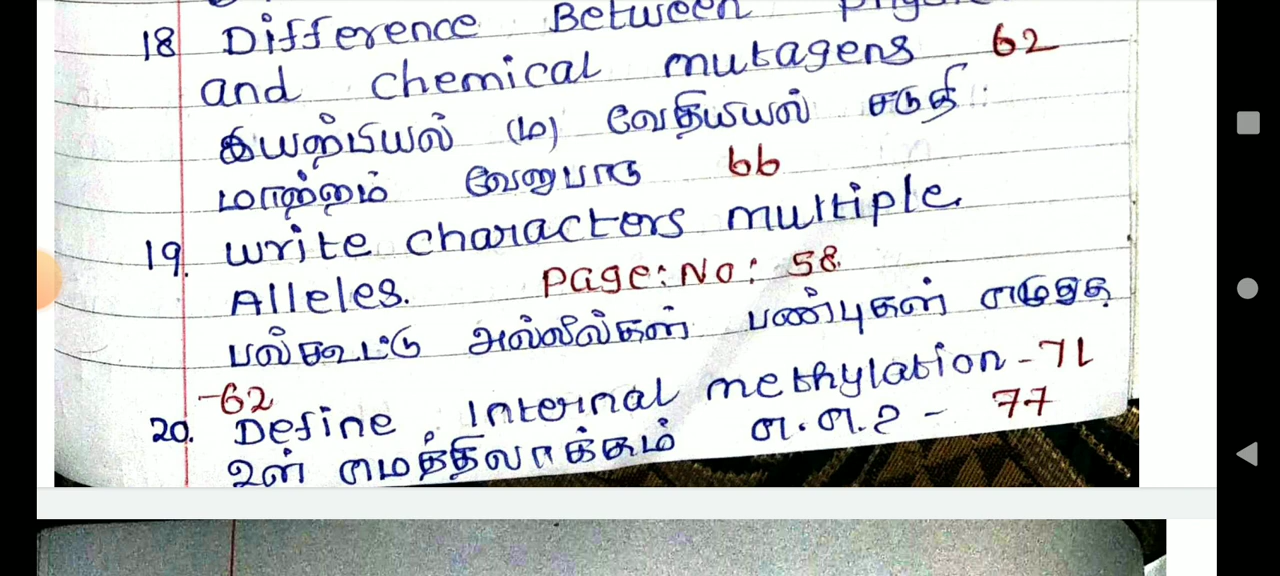 18 Difference Between
and chemical mutagens 62
இயற்பியல் (ம) வேதியியல் சடுதி
மாற்றம் வேறுபாடு 66
19. Write characters multiple
Alleles. Page: No: 58
பல்கூட்டு அல்லீல்கள் பண்புகள் எழுதுக
-62
20. Define Internal methylation - 71
உள் மெத்திலாக்கம் எ.எ.உ - 77